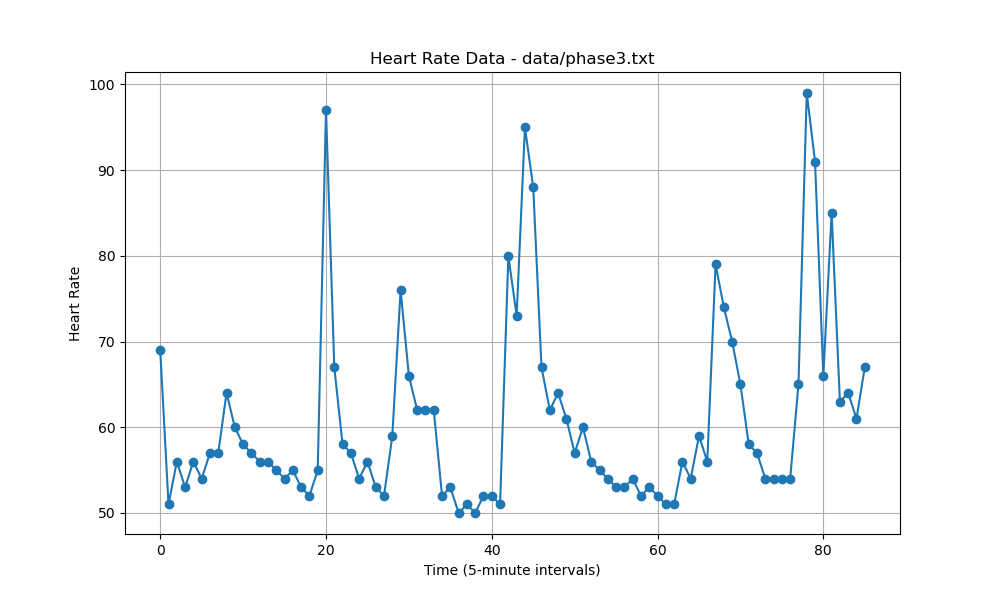 Heart Rate Data - data/phase3.txt
100
90
80
70
60
50
Heart Rate
0 20 40 60 80
Time (5-minute intervals)